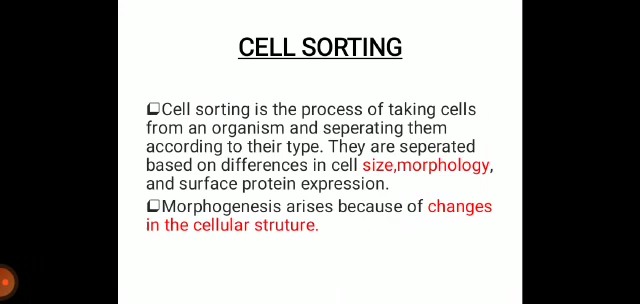 CELL SORTING
❑Cell sorting is the process of taking cells
from an organism and seperating them
according to their type. They are seperated
based on differences in cell size,morphology,
and surface protein expression.
❑Morphogenesis arises because of changes
in the cellular struture.